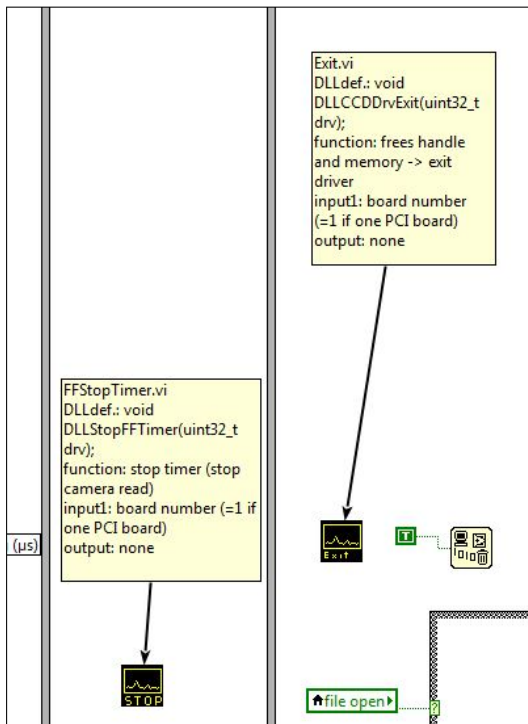 Exit.vi
DLLdef.: void
DLLCCDDrvExit(uint32_t
drv);
function: frees handle
and memory -> exit
driver
input1: board number
(=1 if one PCI board)
output: none
FFStopTimer.vi
DLLdef.: void
DLLStopFFTimer(uint32_t
drv);
function: stop timer (stop
camera read)
input1: board number (=1 if
one PCI board)
output: none
(µs)
Exit
T
STOP
file open
?